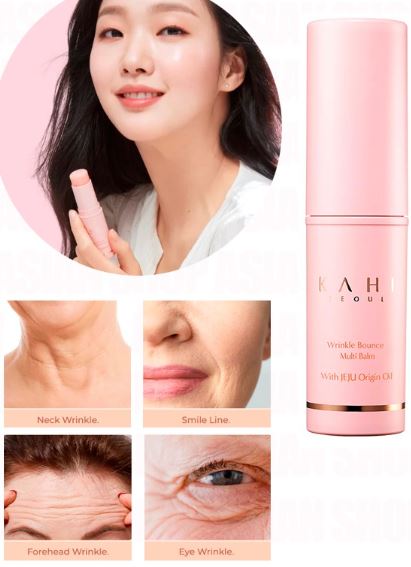 KAHI
SEOUL
Wrinkle Bounce
Multi Balm
With JEJU Origin Oil
Neck Wrinkle.
Smile Line.
Forehead Wrinkle.
Eye Wrinkle.